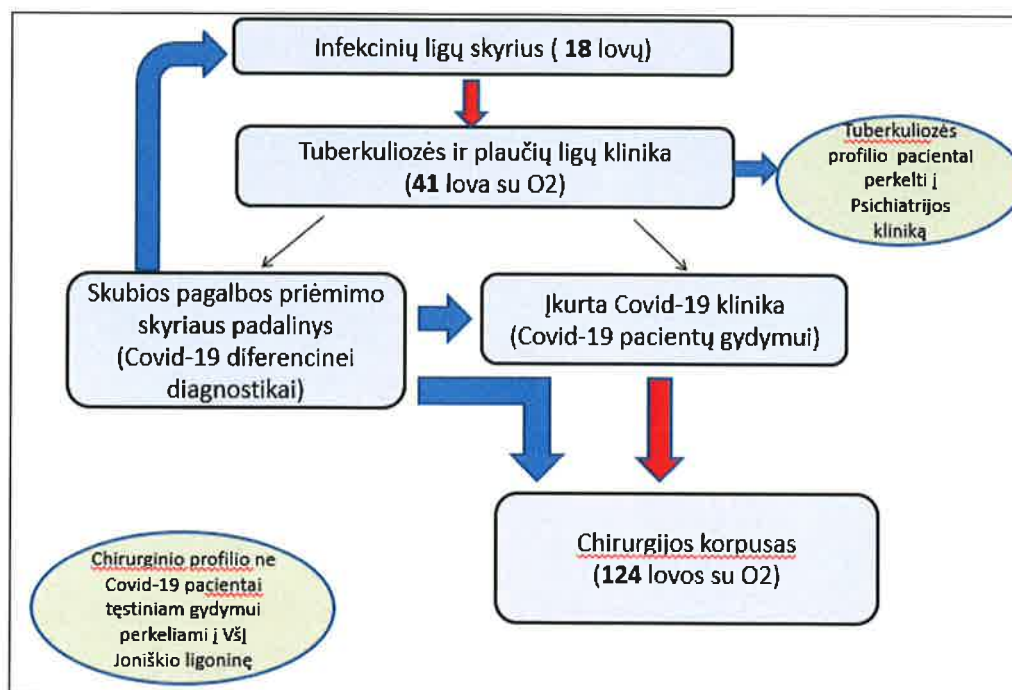 Infekcinių ligų skyrius ( 18 lovų)
Tuberkuliozės ir plaučių ligų klinika
(41 lova su O2)
Tuberkuliozės
profilio pacientai
perkelti į
Psichiatrijos
kliniką
Skubios pagalbos priėmimo
skyriaus padalinys
(Covid-19 diferencinei
diagnostikai)
Įkurta Covid-19 klinika
(Covid-19 pacientų gydymui)
Chirurgijos korpusas
(124 lovos su O2)
Chirurginio profilio ne
Covid-19 pacientai
tęstiniam gydymui
perkeliami į VšĮ
Joniškio ligoninę